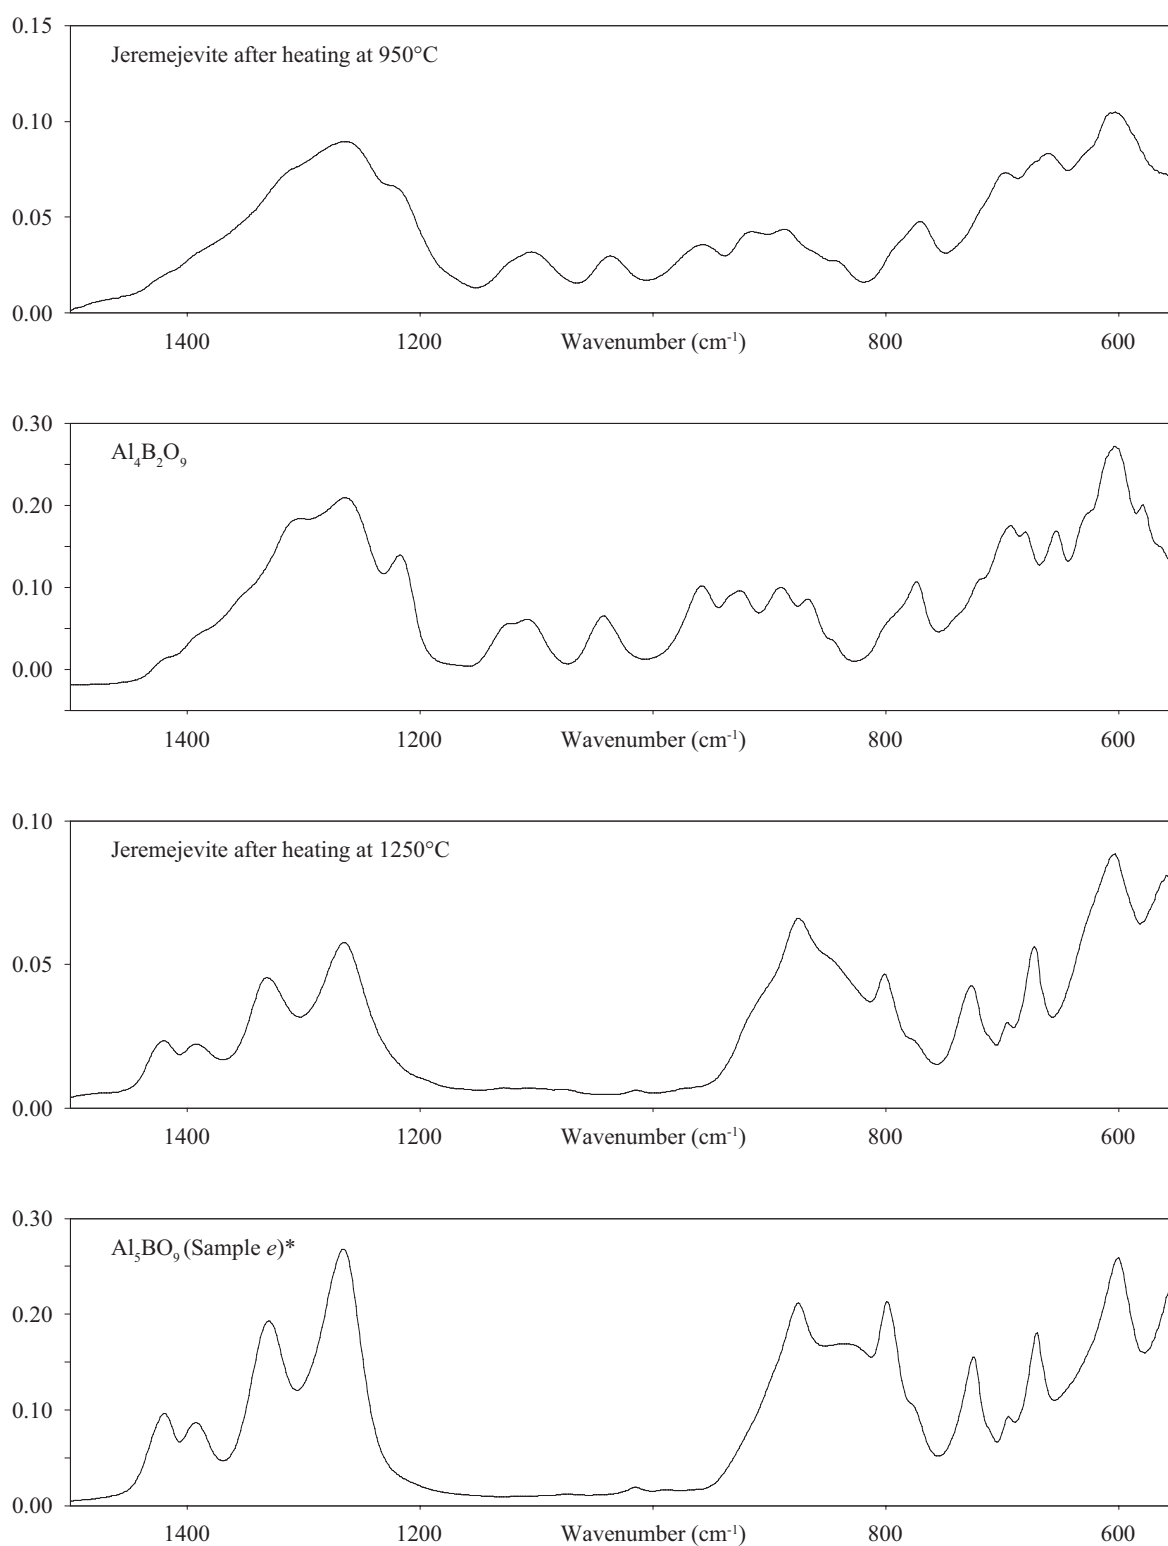 0.15
Jeremejevite after heating at 950°C
0.10
0.05
0.00
1400 1200 Wavenumber (cm⁻¹) 800 600
0.30
Al₄B₂O₉
0.20
0.10
0.00
1400 1200 Wavenumber (cm⁻¹) 800 600
0.10
Jeremejevite after heating at 1250°C
0.05
0.00
1400 1200 Wavenumber (cm⁻¹) 800 600
0.30
Al₅BO₉ (Sample e)*
0.20
0.10
0.00
1400 1200 Wavenumber (cm⁻¹) 800 600